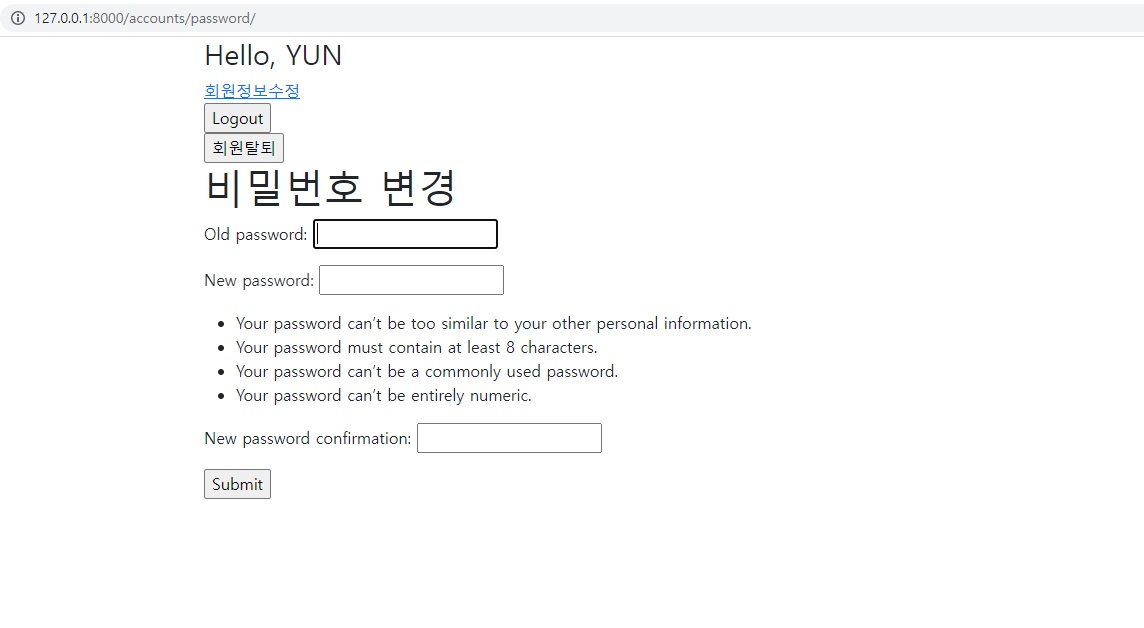 127.0.0.1:8000/accounts/password/
Hello, YUN
회원정보수정
Logout
회원탈퇴
비밀번호 변경
Old password:
New password:
Your password can't be too similar to your other personal information.
Your password must contain at least 8 characters.
Your password can't be a commonly used password.
Your password can't be entirely numeric.
New password confirmation:
Submit